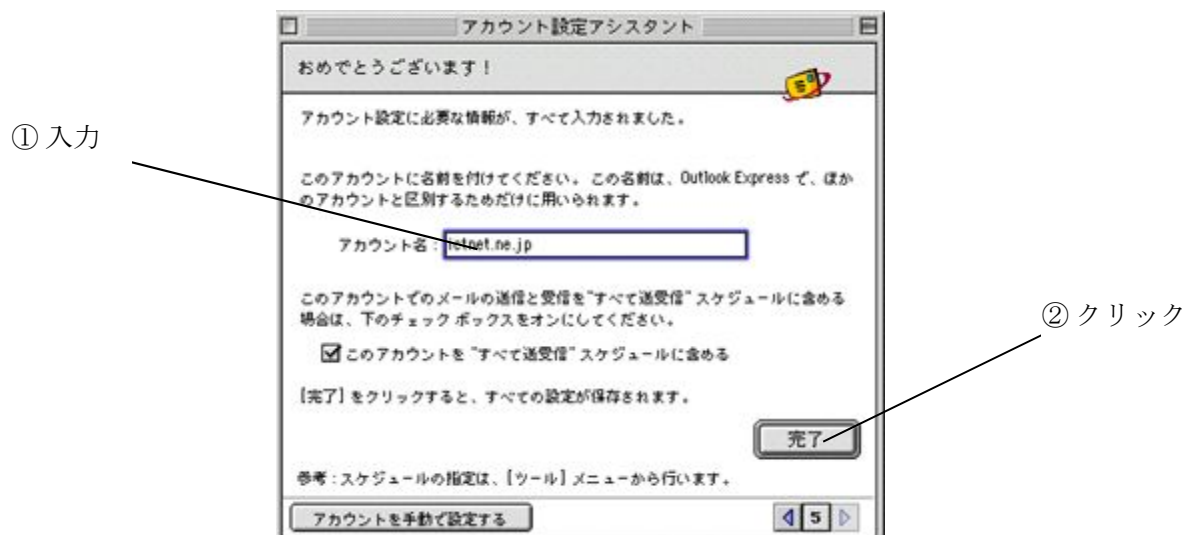 アカウント設定アシスタント
おめでとうございます！
アカウント設定に必要な情報が、すべて入力されました。
① 入力
このアカウントに名前を付けてください。この名前は、Outlook Express で、ほか
のアカウントと区別するためだけに用いられます。
アカウント名：ictnet.ne.jp
このアカウントでのメールの送信と受信を"すべて送受信" スケジュールに含める
場合は、下のチェック ボックスをオンにしてください。
② クリック
このアカウントを "すべて送受信" スケジュールに含める
[完了] をクリックすると、すべての設定が保存されます。
完了
参考：スケジュールの指定は、[ツール] メニューから行います。
アカウントを手動で設定する
5